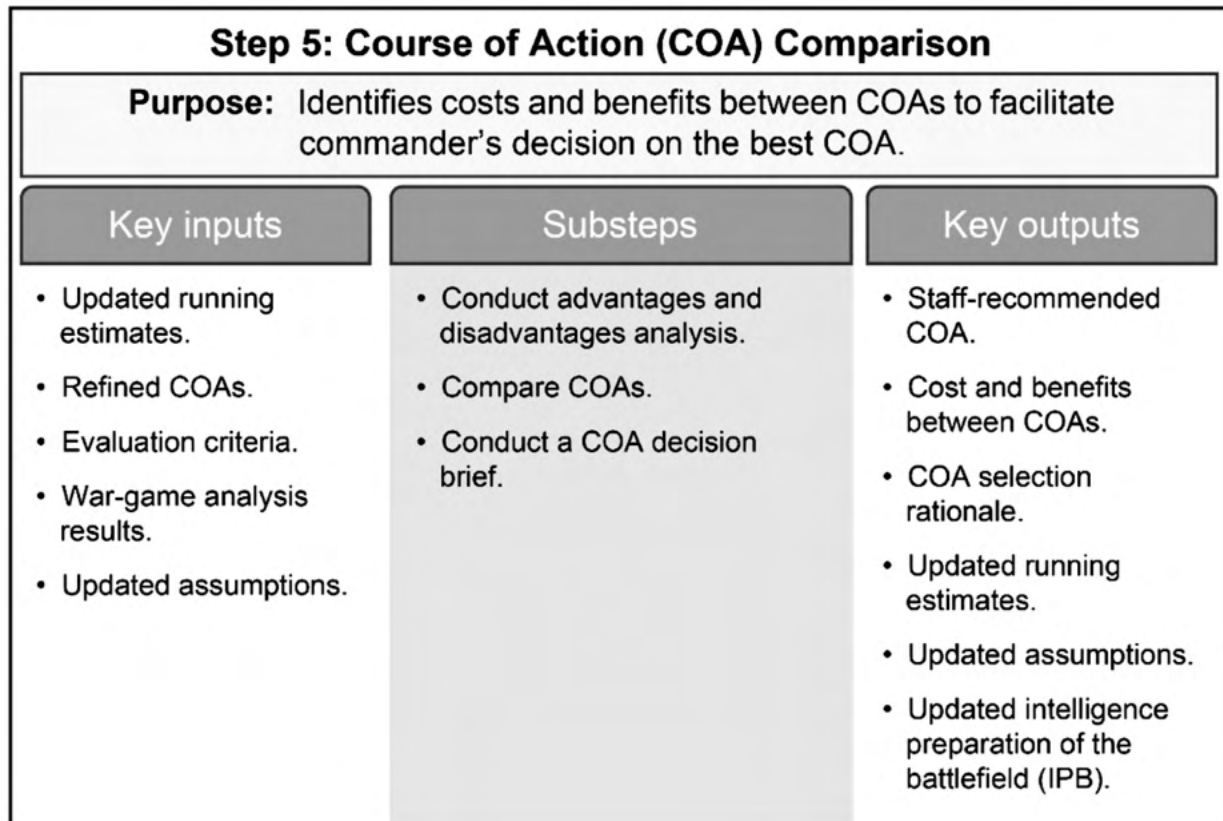 Step 5: Course of Action (COA) Comparison
Purpose: Identifies costs and benefits between COAs to facilitate
commander's decision on the best COA.
Key inputs
• Updated running
estimates.
• Refined COAs.
• Evaluation criteria.
• War-game analysis
results.
• Updated assumptions.
Substeps
• Conduct advantages and
disadvantages analysis.
• Compare COAs.
• Conduct a COA decision
brief.
Key outputs
• Staff-recommended
COA.
• Cost and benefits
between COAs.
• COA selection
rationale.
• Updated running
estimates.
• Updated assumptions.
• Updated intelligence
preparation of the
battlefield (IPB).